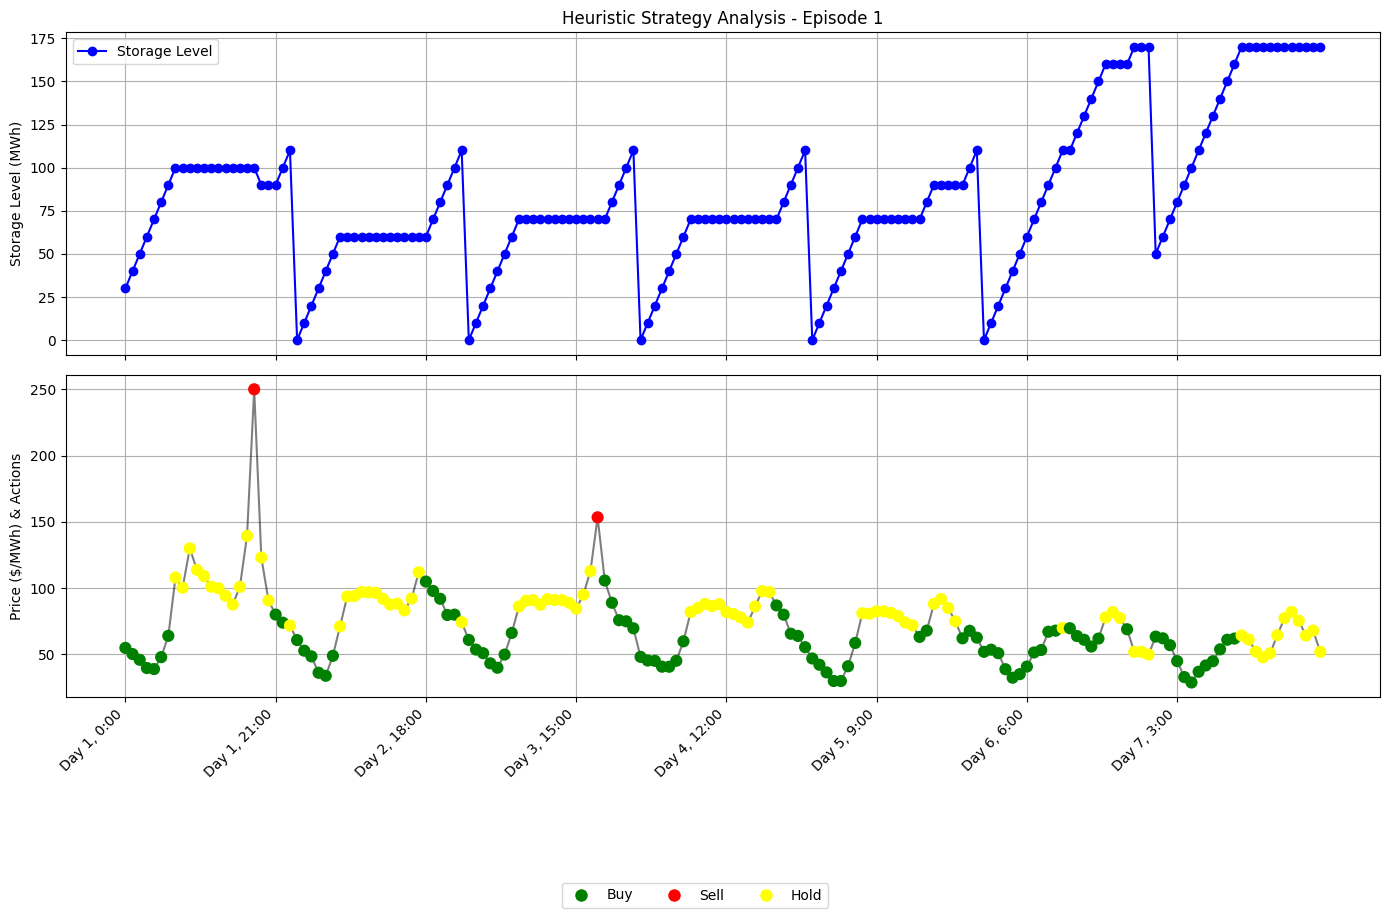 Heuristic Strategy Analysis - Episode 1
Storage Level (MWh)
175
150
125
100
75
50
25
0
Storage Level
Price ($/MWh) & Actions
250
200
150
100
50
Day 1, 0:00
Day 1, 21:00
Day 2, 18:00
Day 3, 15:00
Day 4, 12:00
Day 5, 9:00
Day 6, 6:00
Day 7, 3:00
Buy
Sell
Hold